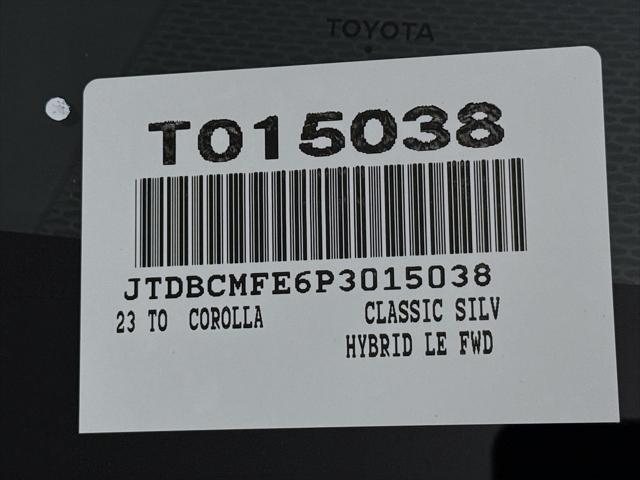 TOYOTA
T015038
JTDBCMFE6P3015038
23 TO COROLLA CLASSIC SILV
HYBRID LE FWD